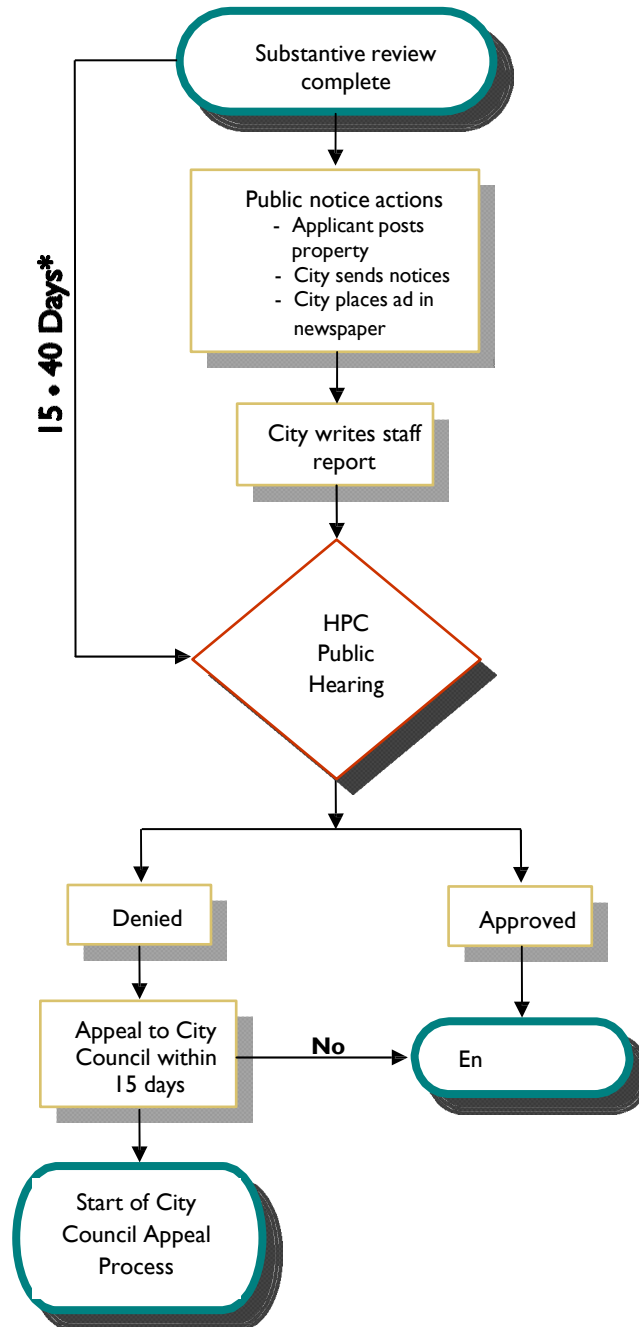 Substantive review
complete
15 • 40 Days*
Public notice actions
- Applicant posts
property
- City sends notices
- City places ad in
newspaper
City writes staff
report
HPC
Public
Hearing
Denied
Approved
Appeal to City
Council within
15 days
No
En
Start of City
Council Appeal
Process